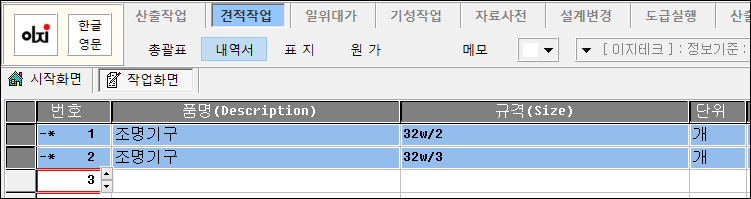 이지 한글 영문
산출작업 견적작업 일위대가 기성작업 자료사전 설계변경 도급실행
총괄표 내역서 표 지 원 가 메모 [ 이지테크 ] : 정보기준 :
시작화면 작업화면
번호 품명(Description) 규격(Size) 단위
-* 1 조명기구 32w/2 개
-* 2 조명기구 32w/3 개
3